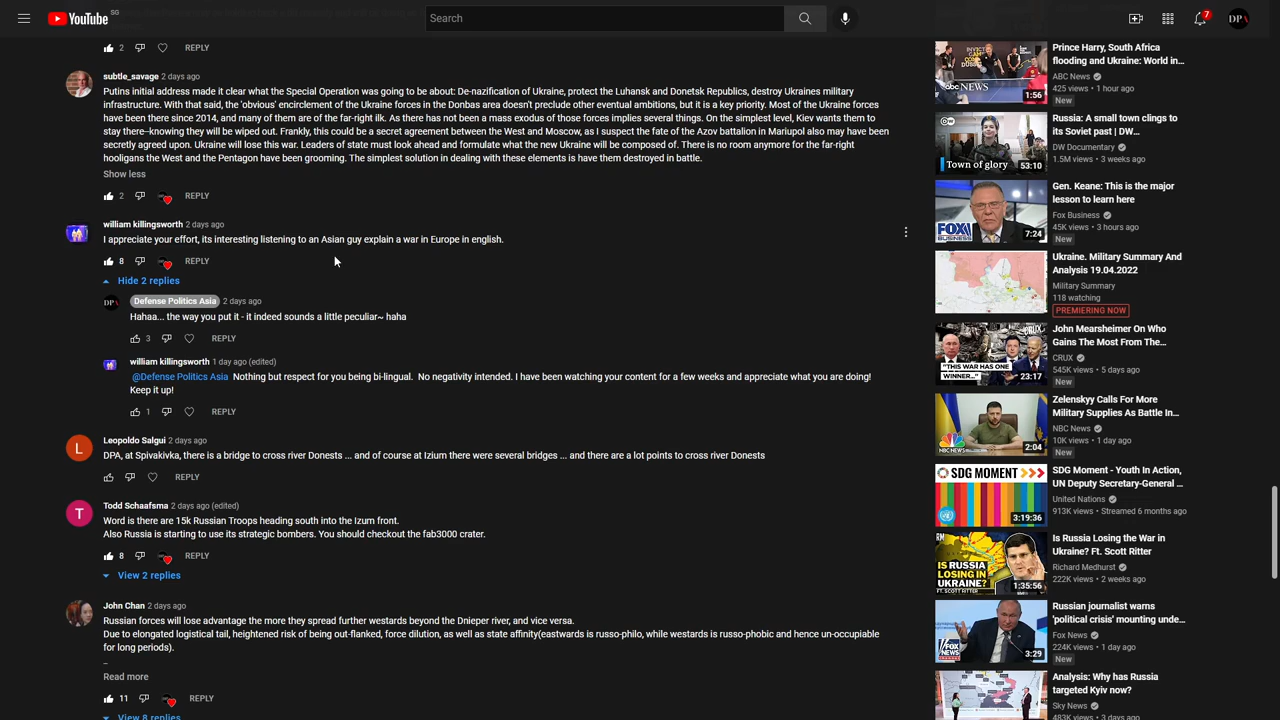 YouTube SG
Search
7
DPA
2 REPLY
subtle_savage 2 days ago
Putins initial address made it clear what the Special Operation was going to be about: De-nazification of Ukraine, protect the Luhansk and Donetsk Republics, destroy Ukraines military
infrastructure. With that said, the 'obvious' encirclement of the Ukraine forces in the Donbas area doesn't preclude other eventual ambitions, but it is a key priority. Most of the Ukraine forces
have been there since 2014, and many of them are of the far right ilk. As there has not been a mass exodus of those forces implies several things. On the simplest level, Kiev wants them to
stay there--knowing they will be wiped out. Frankly, this could be a secret agreement between the West and Moscow, as I suspect the fate of the Azov battalion in Mariupol also may have been
secretly agreed upon. Ukraine will lose this war. Leaders of state must look ahead and formulate what the new Ukraine will be composed of. There is no room anymore for the far-right
hooligans the West and the Pentagon have been grooming. The simplest solution in dealing with these elements is have them destroyed in battle.
Show less
2 REPLY
william killingsworth 2 days ago
I appreciate your effort, its interesting listening to an Asian guy explain a war in Europe in english.
8 REPLY
Hide 2 replies
Defense Politics Asia 2 days ago
Hahaa... the way you put it - it indeed sounds a little peculiar~ haha
3 REPLY
william killingsworth 1 day ago (edited)
@Defense Politics Asia Nothing but respect for you being bi-lingual. No negativity intended. I have been watching your content for a few weeks and appreciate what you are doing!
Keep it up!
1 REPLY
L
Leopoldo Salgui 2 days ago
DPA, at Spivakivka, there is a bridge to cross river Donests ... and of course at Izium there were several bridges ... and there are a lot points to cross river Donests
REPLY
T
Todd Schaafsma 2 days ago (edited)
Word is there are 15k Russian Troops heading south into the Izum front.
Also Russia is starting to use its strategic bombers. You should checkout the fab3000 crater.
8 REPLY
View 2 replies
John Chan 2 days ago
Russian forces will lose advantage the more they spread further westards beyond the Dnieper river, and vice versa.
Due to elongated logistical tail, heightened risk of being out-flanked, force dilution, as well as state affinity(eastwards is russo-philo, while westards is russo-phobic and hence un-occupiable
for long periods).
_
Read more
11 REPLY
View 8 replies
abc NEWS
1:56
Prince Harry, South Africa
flooding and Ukraine: World in...
ABC News
425 views • 1 hour ago
New
Town of glory
53:10
Russia: A small town clings to
its Soviet past | DW...
DW Documentary
1.5M views • 3 weeks ago
FOX
BUSINESS
7:24
Gen. Keane: This is the major
lesson to learn here
Fox Business
45K views • 3 hours ago
New
Ukraine. Military Summary And
Analysis 19.04.2022
Military Summary
118 watching
PREMIERING NOW
CRUX
"THIS WAR HAS ONE
WINNER..."
23:17
John Mearsheimer On Who
Gains The Most From The...
CRUX
545K views • 5 days ago
New
NBC NEWS
2:04
Zelenskyy Calls For More
Military Supplies As Battle In...
NBC News
10K views • 1 day ago
New
SDG MOMENT
3:19:36
SDG Moment - Youth In Action,
UN Deputy Secretary-General ...
United Nations
913K views • Streamed 6 months ago
RM
IS RUSSIA
LOSING IN
UKRAINE?
FT. SCOTT RITTER
1:35:56
Is Russia Losing the War in
Ukraine? Ft. Scott Ritter
Richard Medhurst
222K views • 2 weeks ago
FOX
NEWS
3:29
Russian journalist warns
'political crisis' mounting unde...
Fox News
224K views • 1 day ago
New
Analysis: Why has Russia
targeted Kyiv now?
Sky News
483K views • 3 days ago